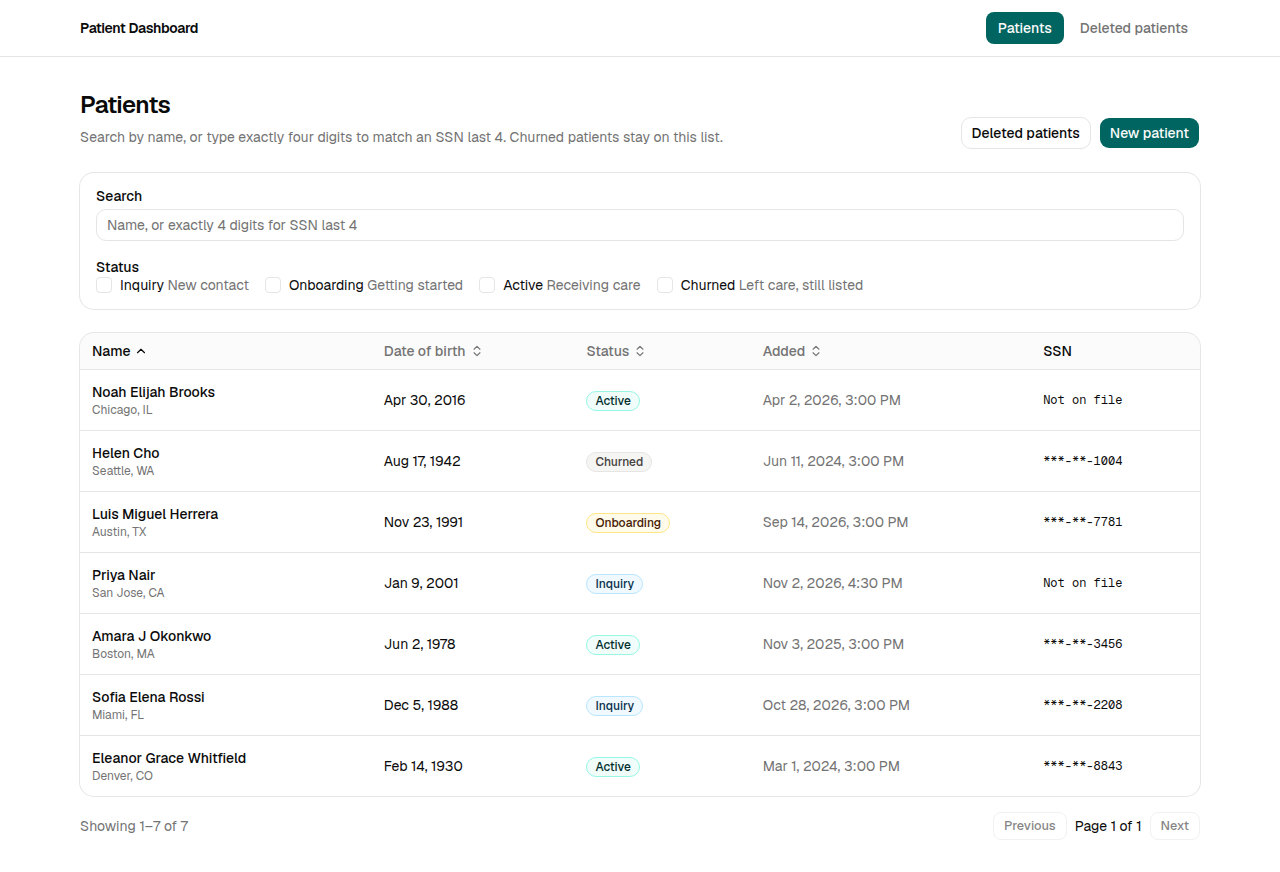 Patient Dashboard
Patients
Deleted patients
Patients
Search by name, or type exactly four digits to match an SSN last 4. Churned patients stay on this list.
Deleted patients
New patient
Search
Name, or exactly 4 digits for SSN last 4
Status
Inquiry New contact
Onboarding Getting started
Active Receiving care
Churned Left care, still listed
Name
Date of birth
Status
Added
SSN
Noah Elijah Brooks
Chicago, IL
Apr 30, 2016
Active
Apr 2, 2026, 3:00 PM
Not on file
Helen Cho
Seattle, WA
Aug 17, 1942
Churned
Jun 11, 2024, 3:00 PM
***-**-1004
Luis Miguel Herrera
Austin, TX
Nov 23, 1991
Onboarding
Sep 14, 2026, 3:00 PM
***-**-7781
Priya Nair
San Jose, CA
Jan 9, 2001
Inquiry
Nov 2, 2026, 4:30 PM
Not on file
Amara J Okonkwo
Boston, MA
Jun 2, 1978
Active
Nov 3, 2025, 3:00 PM
***-**-3456
Sofia Elena Rossi
Miami, FL
Dec 5, 1988
Inquiry
Oct 28, 2026, 3:00 PM
***-**-2208
Eleanor Grace Whitfield
Denver, CO
Feb 14, 1930
Active
Mar 1, 2024, 3:00 PM
***-**-8843
Showing 1–7 of 7
Previous
Page 1 of 1
Next